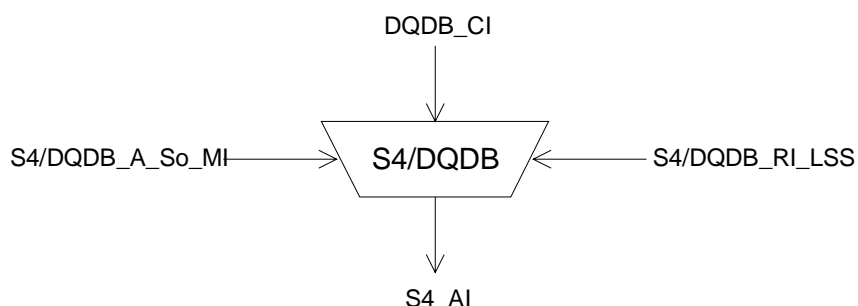 DQDB_CI
S4/DQDB_A_So_MI
S4/DQDB
S4/DQDB_RI_LSS
S4_AI